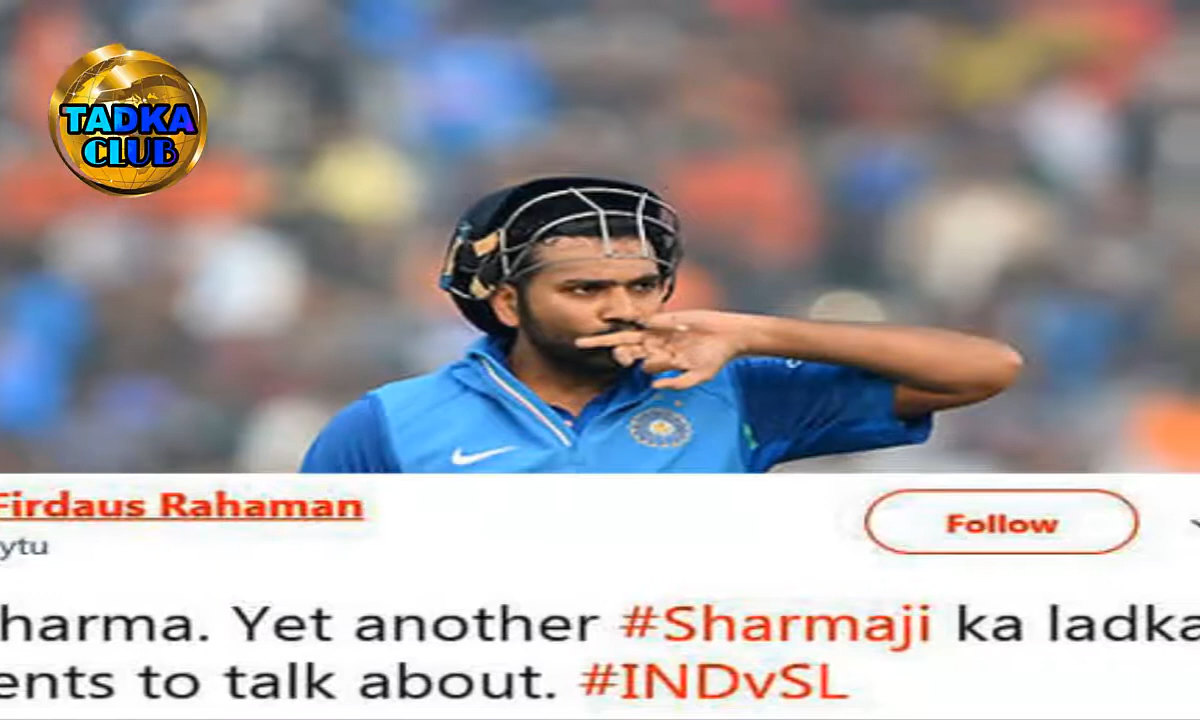 TADKA
CLUB
Firdaus Rahaman
Follow
ytu
harma. Yet another #Sharmaji ka ladka
ents to talk about. #INDvSL